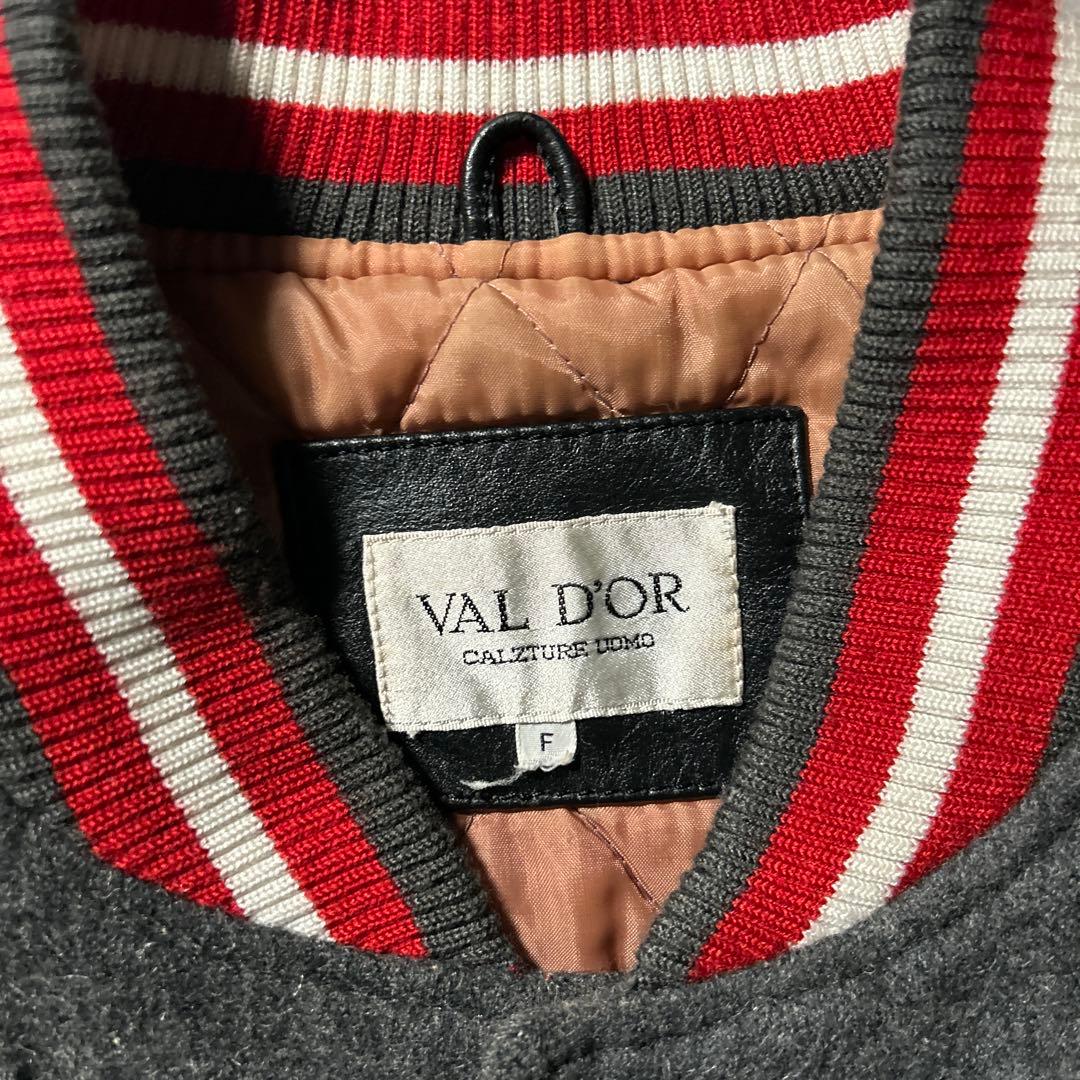 VAL D'OR
CALZTURE UOMO
F